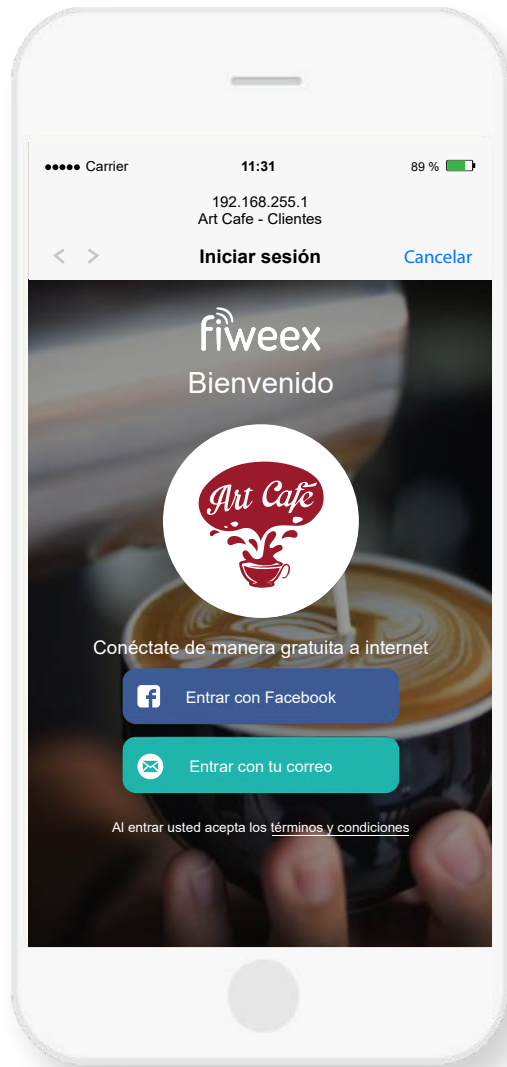 Carrier
11:31
89 %
192.168.255.1
Art Cafe - Clientes
< >
Iniciar sesión
Cancelar
fiweex
Bienvenido
Art Café
Conéctate de manera gratuita a internet
Entrar con Facebook
Entrar con tu correo
Al entrar usted acepta los términos y condiciones